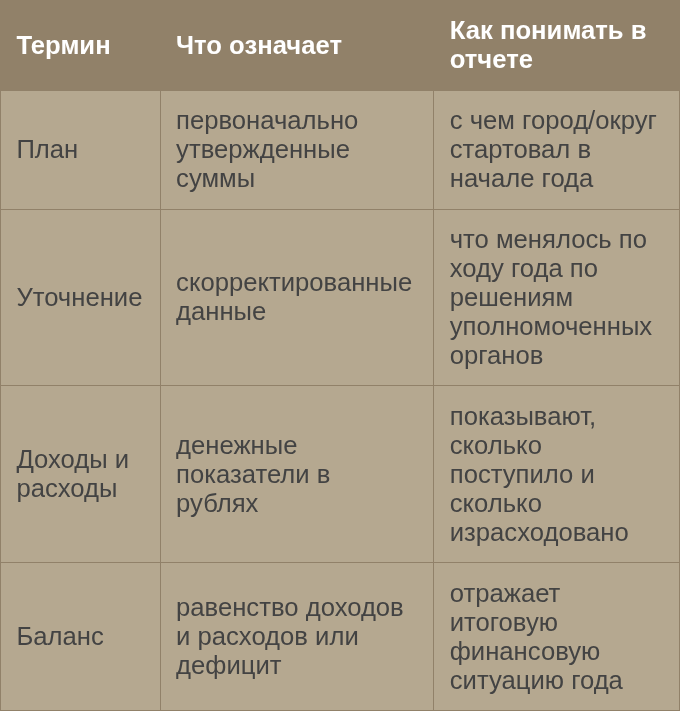 Термин
Что означает
Как понимать в
отчете
План
первоначально
утвержденные
суммы
с чем город/округ
стартовал в
начале года
Уточнение
скорректированные
данные
что менялось по
ходу года по
решениям
уполномоченных
органов
Доходы и
расходы
денежные
показатели в
рублях
показывают,
сколько
поступило и
сколько
израсходовано
Баланс
равенство доходов
и расходов или
дефицит
отражает
итоговую
финансовую
ситуацию года